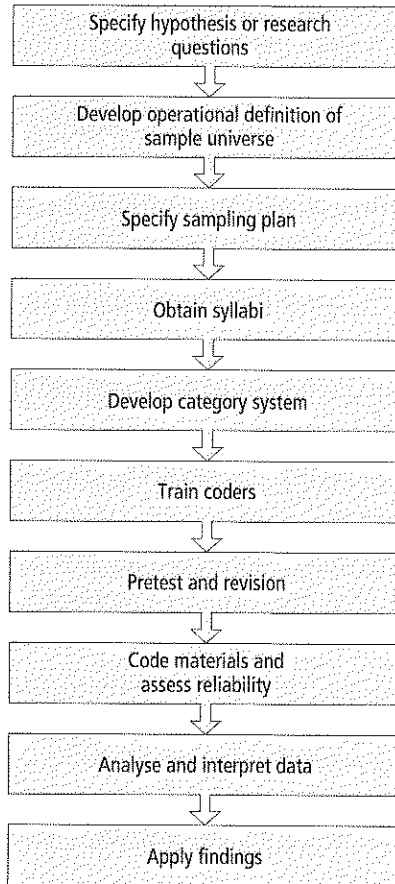 Specify hypothesis or research
questions
Develop operational definition of
sample universe
Specify sampling plan
Obtain syllabi
Develop category system
Train coders
Pretest and revision
Code materials and
assess reliability
Analyse and interpret data
Apply findings